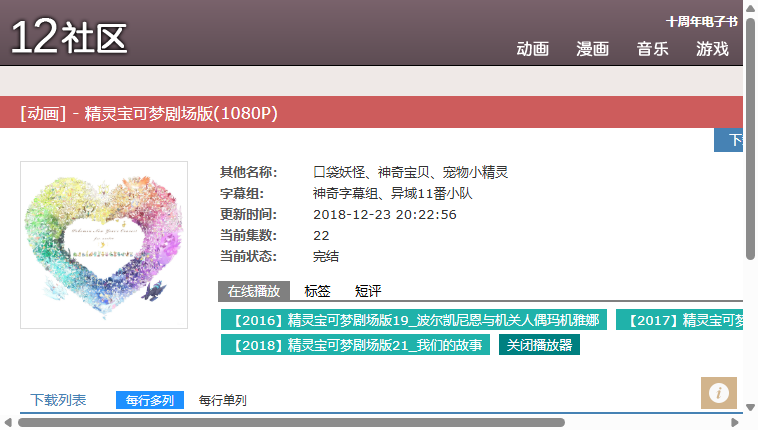 12社区
十周年电子书
动画 漫画 音乐 游戏
[动画] - 精灵宝可梦剧场版(1080P)
下
其他名称: 口袋妖怪、神奇宝贝、宠物小精灵
字幕组: 神奇字幕组、异域11番小队
更新时间: 2018-12-23 20:22:56
当前集数: 22
当前状态: 完结
在线播放 标签 短评
【2016】精灵宝可梦剧场版19_波尔凯尼恩与机关人偶玛机雅娜 【2017】精灵宝可梦
【2018】精灵宝可梦剧场版21_我们的故事 关闭播放器
下载列表 每行多列 每行单列